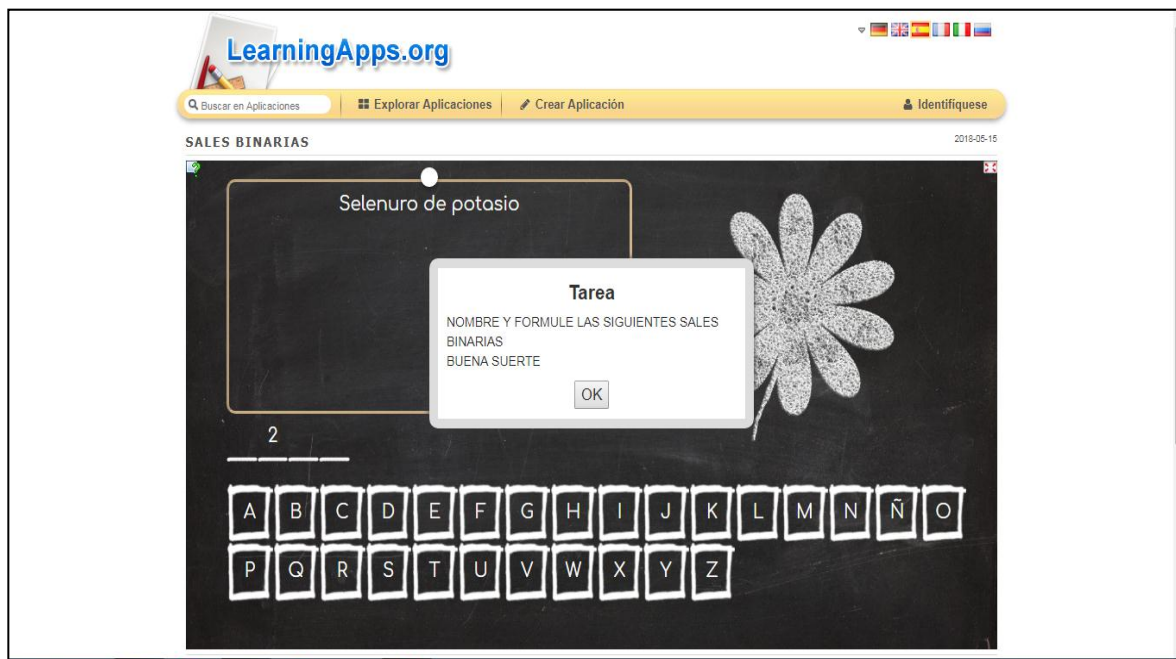 LearningApps.org
Buscar en Aplicaciones Explorar Aplicaciones Crear Aplicación Identifiquese
SALES BINARIAS 2018-05-15
Selenuro de potasio
Tarea
NOMBRE Y FORMULE LAS SIGUIENTES SALES
BINARIAS
BUENA SUERTE
OK
2
A B C D E F G H I J K L M N Ñ O
P Q R S T U V W X Y Z